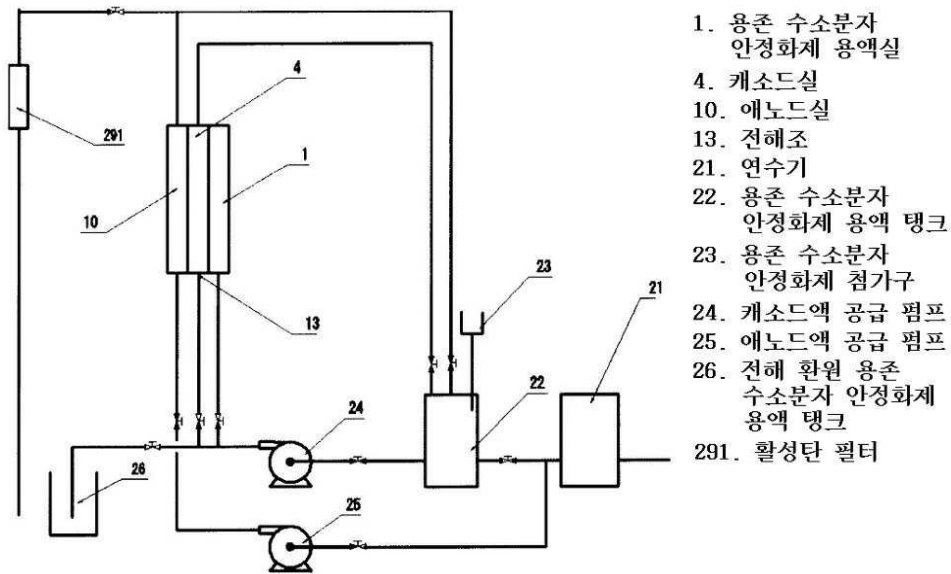 291
4
1
10
13
23
21
22
24
25
26
1. 용존 수소분자
안정화제 용액실
4. 캐소드실
10. 애노드실
13. 전해조
21. 연수기
22. 용존 수소분자
안정화제 용액 탱크
23. 용존 수소분자
안정화제 첨가구
24. 캐소드액 공급 펌프
25. 애노드액 공급 펌프
26. 전해 환원 용존
수소분자 안정화제
용액 탱크
291. 활성탄 필터